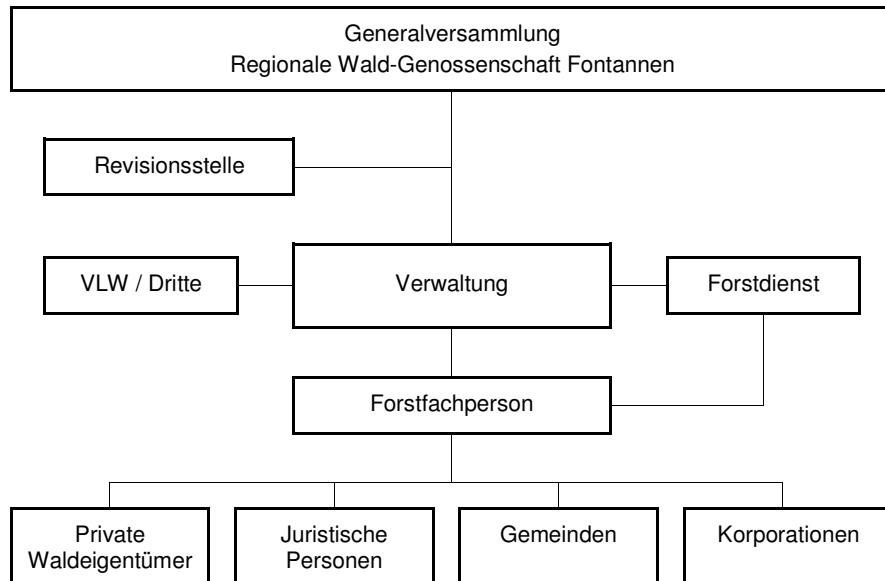 Generalversammlung
Regionale Wald-Genossenschaft Fontannen
Revisionsstelle
VLW / Dritte
Verwaltung
Forstdienst
Forstfachperson
Private
Waldeigentümer
Juristische
Personen
Gemeinden
Korporationen